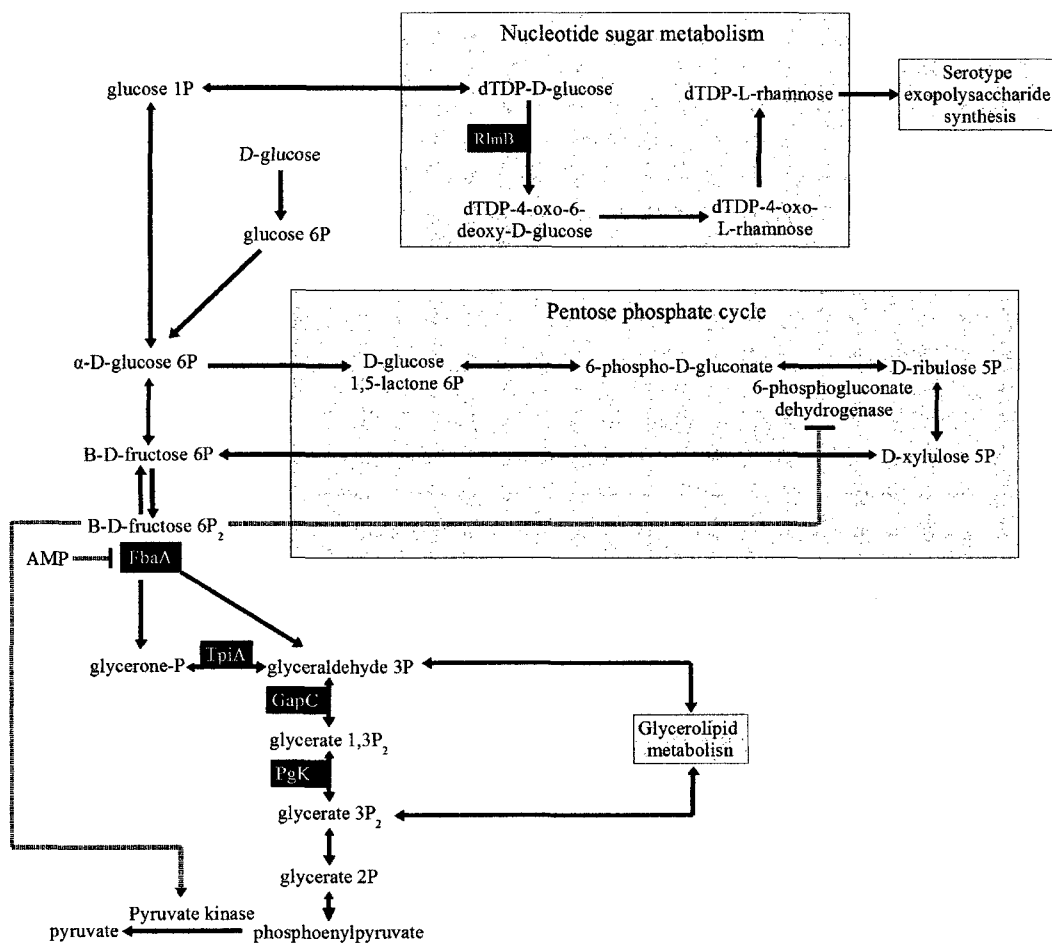 Nucleotide sugar metabolism
glucose 1P
dTDP-D-glucose
dTDP-L-rhamnose
Serotype
exopolysaccharide
synthesis
RlmB
D-glucose
dTDP-4-oxo-6-
deoxy-D-glucose
dTDP-4-oxo-
L-rhamnose
glucose 6P
Pentose phosphate cycle
α-D-glucose 6P
D-glucose
1,5-lactone 6P
6-phospho-D-gluconate
D-ribulose 5P
6-phosphogluconate
dehydrogenase
B-D-fructose 6P
D-xylulose 5P
B-D-fructose 6P₂
AMP
FbaA
glycerone-P
TpiA
glyceraldehyde 3P
GapC
glycerate 1,3P₂
Glycerolipid
metabolism
PgK
glycerate 3P₂
glycerate 2P
Pyruvate kinase
pyruvate
phosphoenylpyruvate